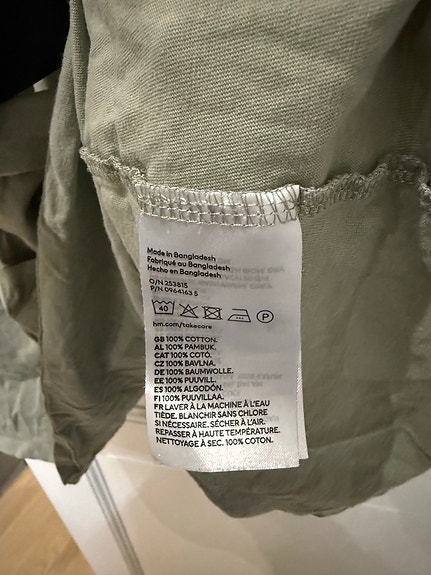 Made in Bangladesh
Fabriqué au Bangladesh
Hecho en Bangladesh
O/N 253815
P/N 0964163 5
40
P
hm.com/takecare
GB 100% COTTON.
AL 100% PAMBUK.
CAT 100% COTÓ.
CZ 100% BAVLNA.
DE 100% BAUMWOLLE.
EE 100% PUUVILL.
ES 100% ALGODÓN.
FI 100% PUUVILLAA.
FR LAVER À LA MACHINE À L'EAU
TIÈDE. BLANCHIR SANS CHLORE
SI NÉCESSAIRE. SÉCHER À L'AIR.
REPASSER À HAUTE TEMPÉRATURE.
NETTOYAGE À SEC. 100% COTON.